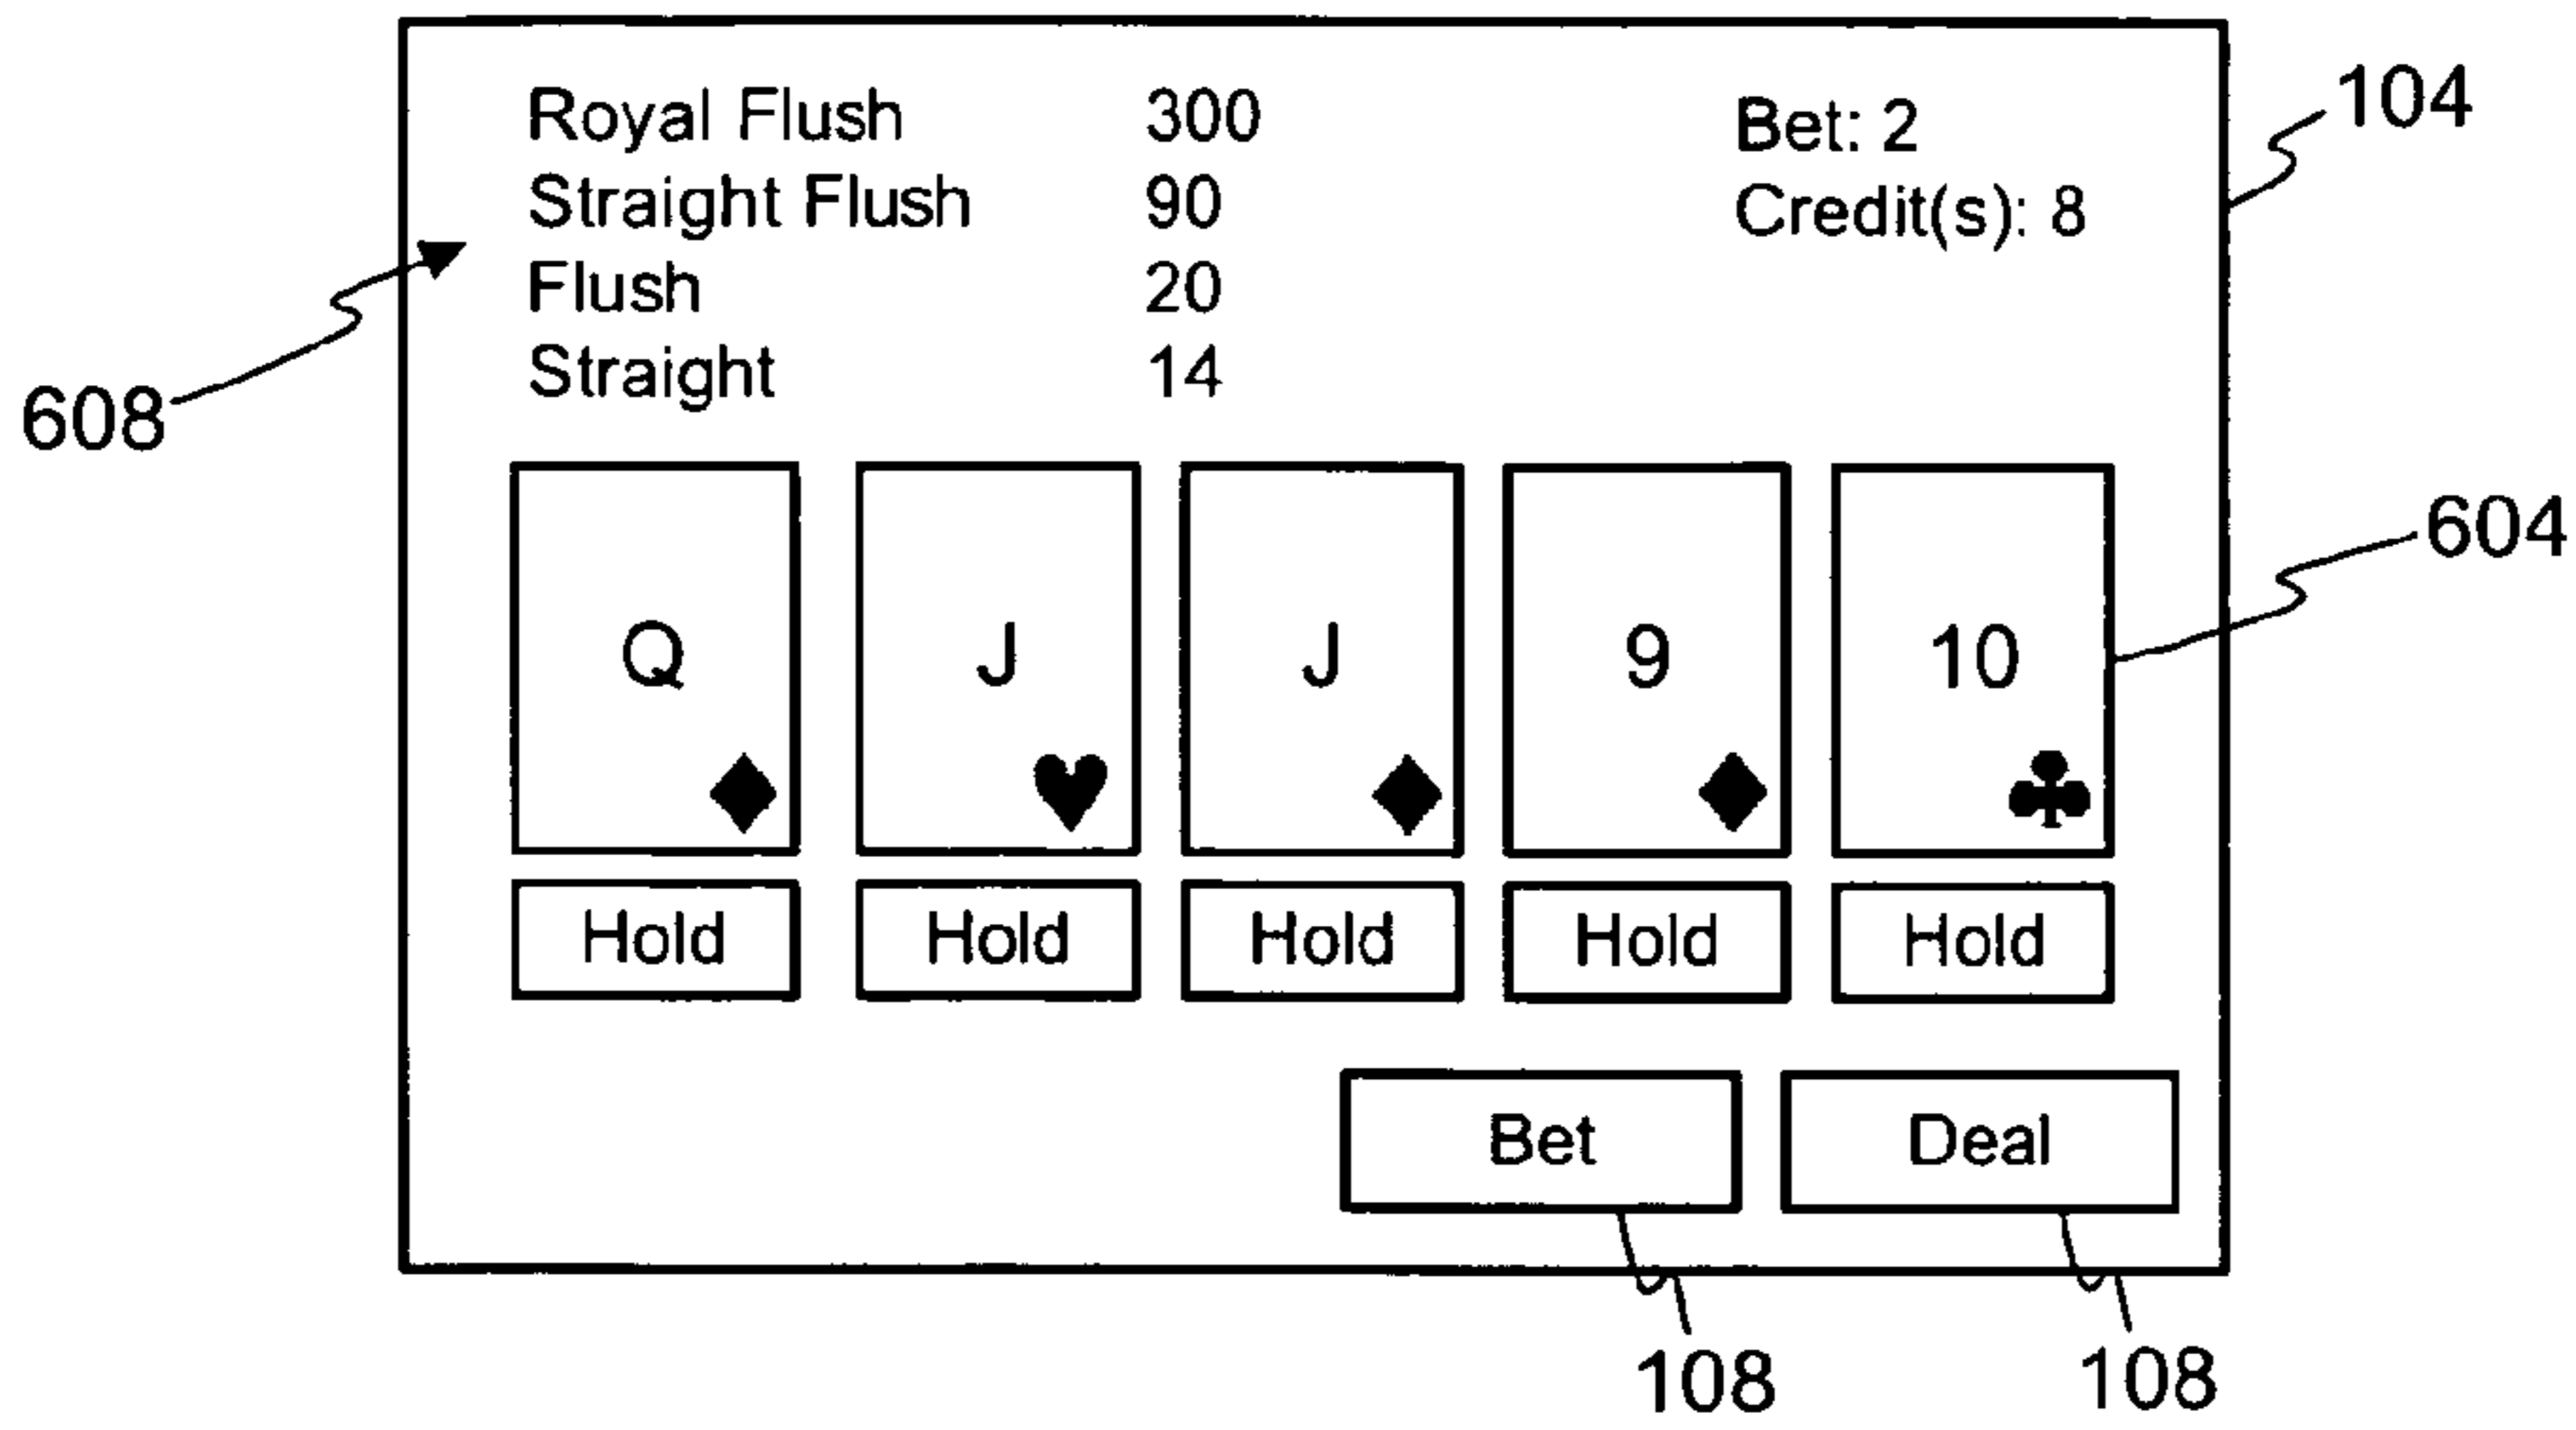 Royal Flush 300
Straight Flush 90
Flush 20
Straight 14
Bet: 2
Credit(s): 8
104
608
604
Q J J 9 10
Hold Hold Hold Hold Hold
Bet Deal
108 108